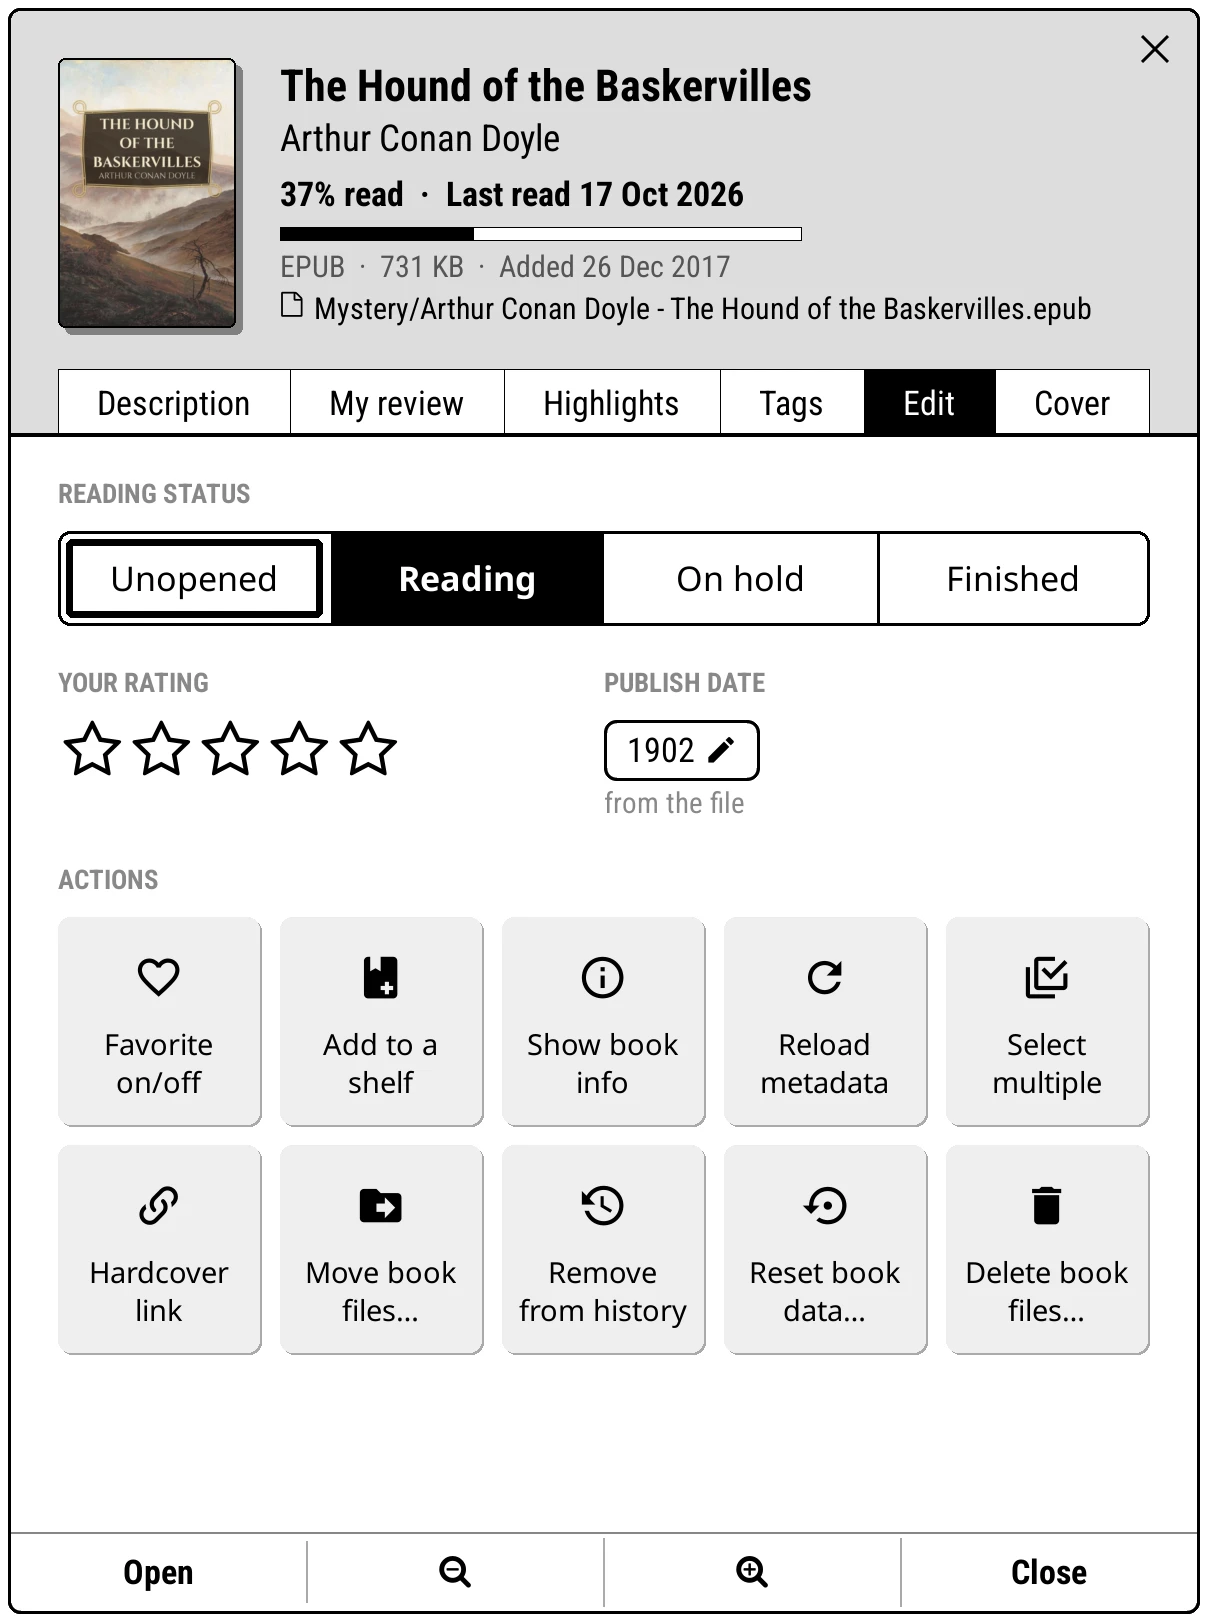 THE HOUND
OF THE
BASKERVILLES
ARTHUR CONAN DOYLE
The Hound of the Baskervilles
Arthur Conan Doyle
37% read · Last read 17 Oct 2026
EPUB · 731 KB · Added 26 Dec 2017
Mystery/Arthur Conan Doyle - The Hound of the Baskervilles.epub
Description My review Highlights Tags Edit Cover
READING STATUS
Unopened Reading On hold Finished
YOUR RATING PUBLISH DATE
1902
from the file
ACTIONS
Favorite on/off
Add to a shelf
Show book info
Reload metadata
Select multiple
Hardcover link
Move book files...
Remove from history
Reset book data...
Delete book files...
Open Close